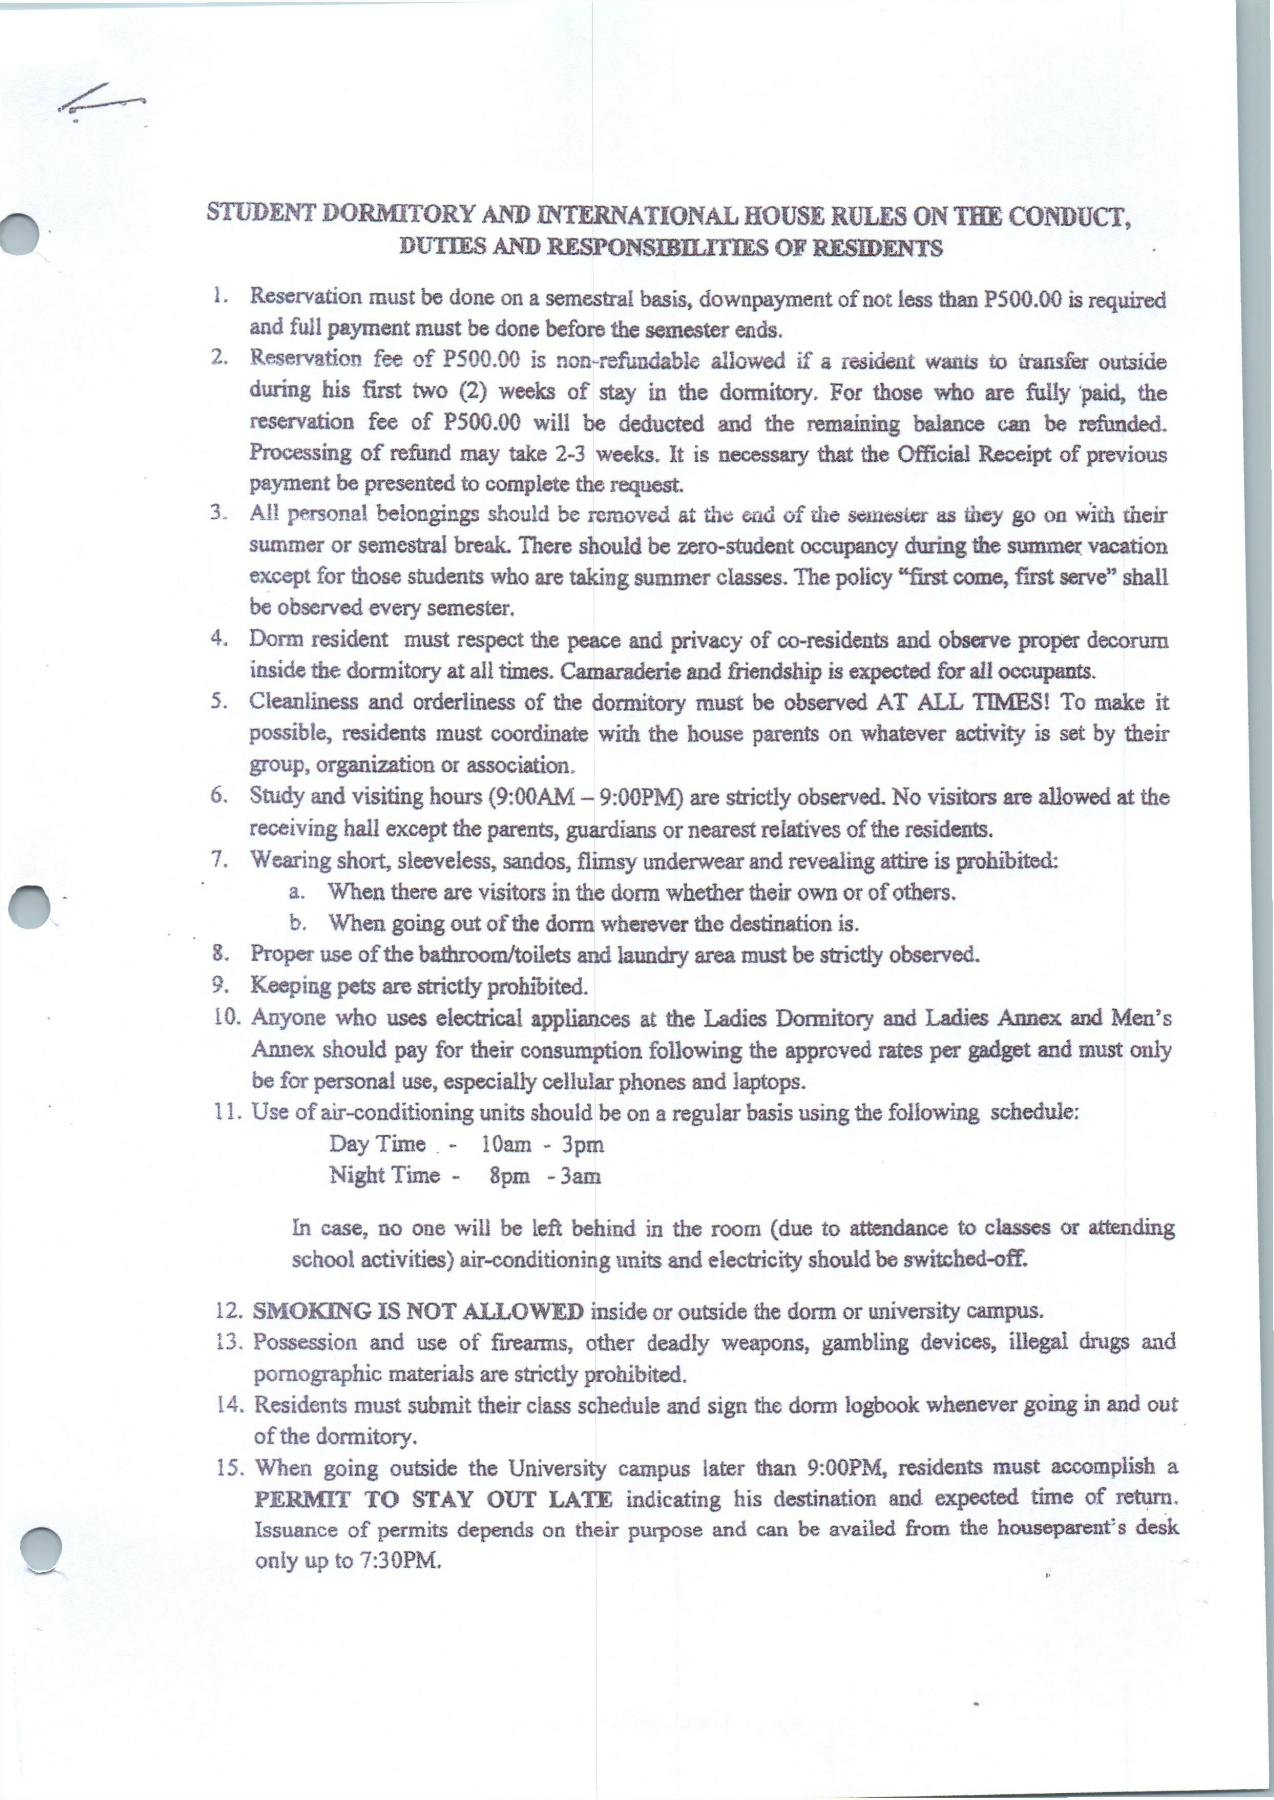 STUDENT DORMITORY AND INTERNATIONAL HOUSE RULES ON THE CONDUCT,
DUTIES AND RESPONSIBILITIES OF RESIDENTS
1. Reservation must be done on a semestral basis, downpayment of not less than P500.00 is required
and full payment must be done before the semester ends.
2. Reservation fee of P500.00 is non-refundable allowed if a resident wants to transfer outside
during his first two (2) weeks of stay in the dormitory. For those who are fully paid, the
reservation fee of P500.00 will be deducted and the remaining balance can be refunded.
Processing of refund may take 2-3 weeks. It is necessary that the Official Receipt of previous
payment be presented to complete the request.
3. All personal belongings should be removed at the end of the semester as they go on with their
summer or semestral break. There should be zero-student occupancy during the summer vacation
except for those students who are taking summer classes. The policy “first come, first serve” shall
be observed every semester.
4. Dorm resident must respect the peace and privacy of co-residents and observe proper decorum
inside the dormitory at all times. Camaraderie and friendship is expected for all occupants.
5. Cleanliness and orderliness of the dormitory must be observed AT ALL TIMES! To make it
possible, residents must coordinate with the house parents on whatever activity is set by their
group, organization or association.
6. Study and visiting hours (9:00AM – 9:00PM) are strictly observed. No visitors are allowed at the
receiving hall except the parents, guardians or nearest relatives of the residents.
7. Wearing short, sleeveless, sandos, flimsy underwear and revealing attire is prohibited:
a. When there are visitors in the dorm whether their own or of others.
b. When going out of the dorm wherever the destination is.
8. Proper use of the bathroom/toilets and laundry area must be strictly observed.
9. Keeping pets are strictly prohibited.
10. Anyone who uses electrical appliances at the Ladies Dormitory and Ladies Annex and Men’s
Annex should pay for their consumption following the approved rates per gadget and must only
be for personal use, especially cellular phones and laptops.
11. Use of air-conditioning units should be on a regular basis using the following schedule:
Day Time - 10am - 3pm
Night Time - 8pm - 3am
In case, no one will be left behind in the room (due to attendance to classes or attending
school activities) air-conditioning units and electricity should be switched-off.
12. SMOKING IS NOT ALLOWED inside or outside the dorm or university campus.
13. Possession and use of firearms, other deadly weapons, gambling devices, illegal drugs and
pornographic materials are strictly prohibited.
14. Residents must submit their class schedule and sign the dorm logbook whenever going in and out
of the dormitory.
15. When going outside the University campus later than 9:00PM, residents must accomplish a
PERMIT TO STAY OUT LATE indicating his destination and expected time of return.
Issuance of permits depends on their purpose and can be availed from the houseparent's desk
only up to 7:30PM.